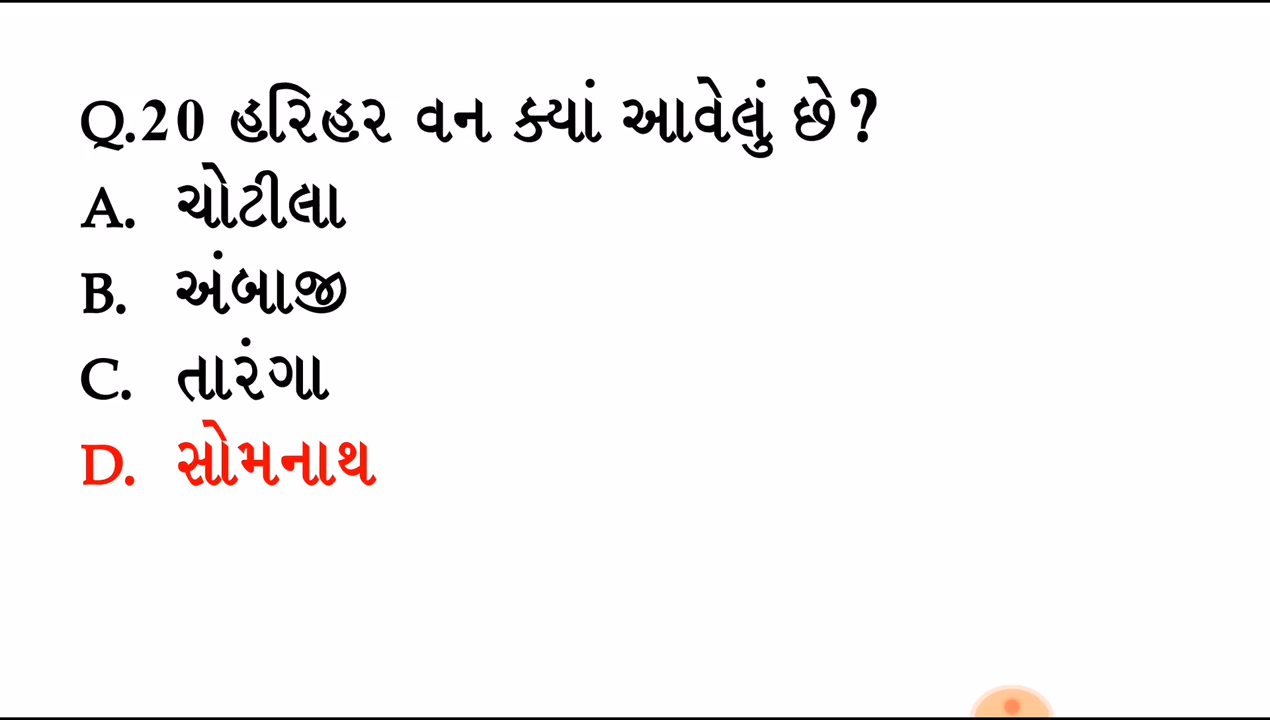 Q.20 હરિહર વન ક્યાં આવેલું છે?
A. ચોટીલા
B. અંબાજી
C. તારંગા
D. સોમનાથ